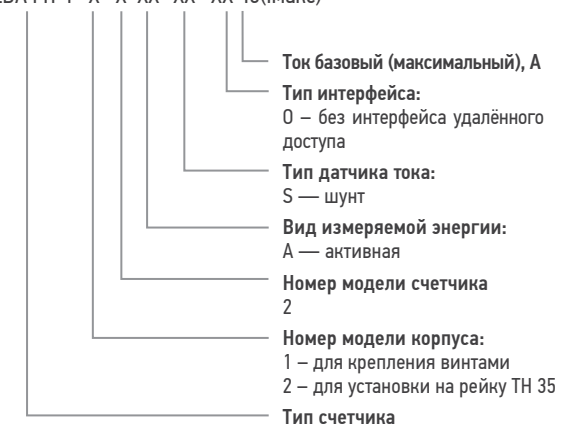 Ток базовый (максимальный), А
Тип интерфейса:
О – без интерфейса удалённого
доступа
Тип датчика тока:
S — шунт
Вид измеряемой энергии:
А — активная
Номер модели счетчика
2
Номер модели корпуса:
1 – для крепления винтами
2 – для установки на рейку ТН 35
Тип счетчика